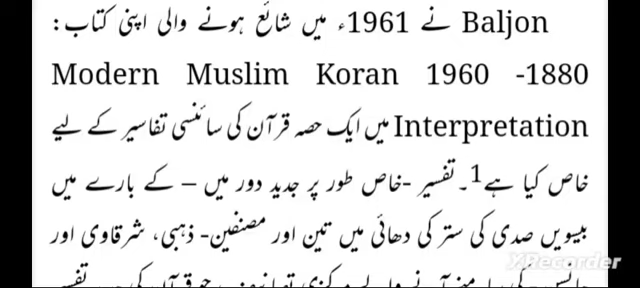 Baljon نے 1961ء میں شائع ہونے والی اپنی کتاب :
Modern Muslim Koran 1960 -1880
Interpretation میں ایک حصہ قرآن کی سائنسی تفاسیر کے لیے
خاص کیا ہے1۔ تفسیر -خاص طور پر جدید دور میں – کے بارے میں
بیسویں صدی کی ستر کی دھائی میں تین اور مصنفین- ذہبی، شرقاوی اور
XRecorder